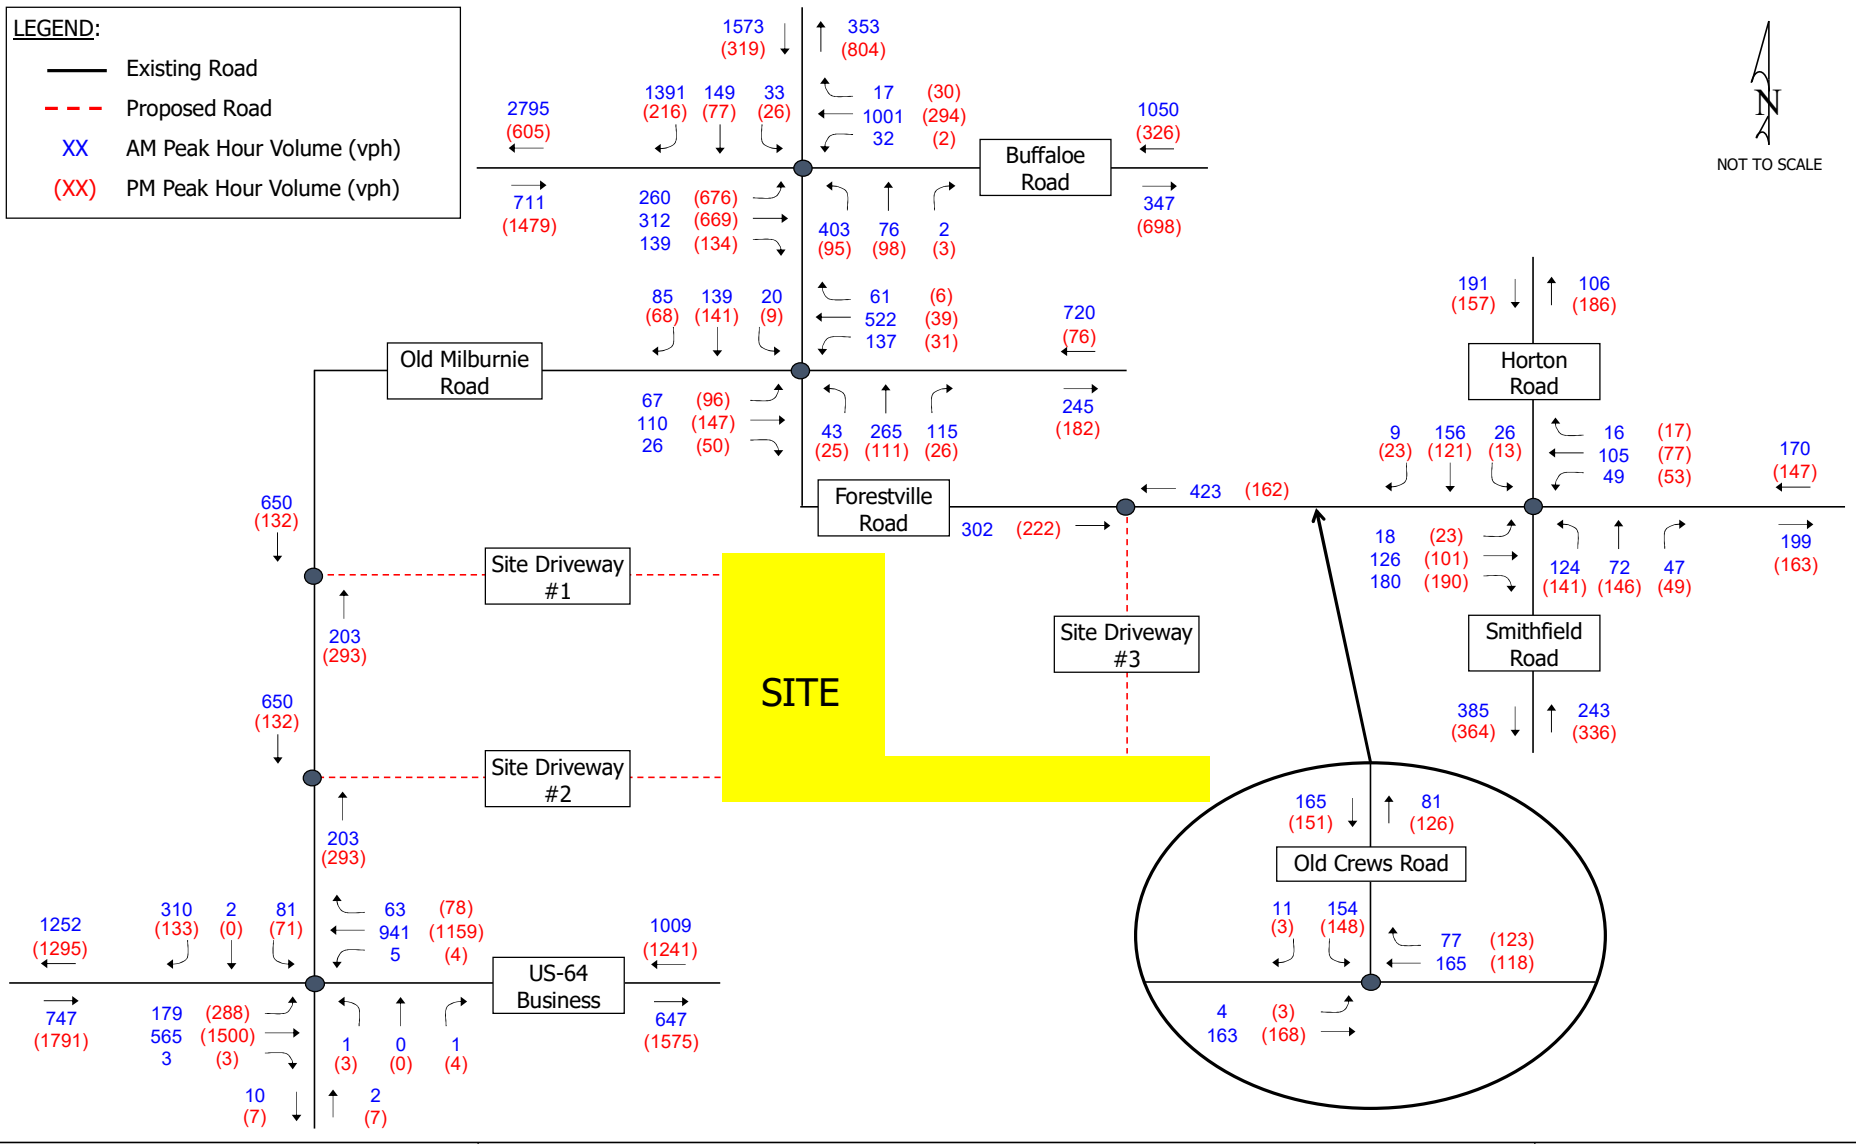 LEGEND:
Existing Road
Proposed Road
XX AM Peak Hour Volume (vph)
(XX) PM Peak Hour Volume (vph)
N
NOT TO SCALE
1573 353
(319) (804)
2795
(605)
1391 149 33
(216) (77) (26)
17 (30)
1001 (294)
32 (2)
1050
(326)
Buffaloe
Road
711
(1479)
260 (676)
312 (669)
139 (134)
403 76 2
(95) (98) (3)
347
(698)
85 139 20
(68) (141) (9)
61 (6)
522 (39)
137 (31)
720
(76)
Old Milburnie
Road
67 (96)
110 (147)
26 (50)
43 265 115
(25) (111) (26)
245
(182)
191 106
(157) (186)
Horton
Road
9 156 26
(23) (121) (13)
16 (17)
105 (77)
49 (53)
170
(147)
Forestville
Road
423 (162)
302 (222)
18 (23)
126 (101)
180 (190)
124 72 47
(141) (146) (49)
199
(163)
Smithfield
Road
385 243
(364) (336)
650
(132)
Site Driveway
#1
203
(293)
SITE
Site Driveway
#3
650
(132)
Site Driveway
#2
203
(293)
165 81
(151) (126)
Old Crews Road
11 154
(3) (148)
77 (123)
165 (118)
4 (3)
163 (168)
1252
(1295)
310 2 81
(133) (0) (71)
63 (78)
941 (1159)
5 (4)
1009
(1241)
US-64
Business
747
(1791)
179 (288)
565 (1500)
3 (3)
1 0 1
(3) (0) (4)
647
(1575)
10 2
(7) (7)